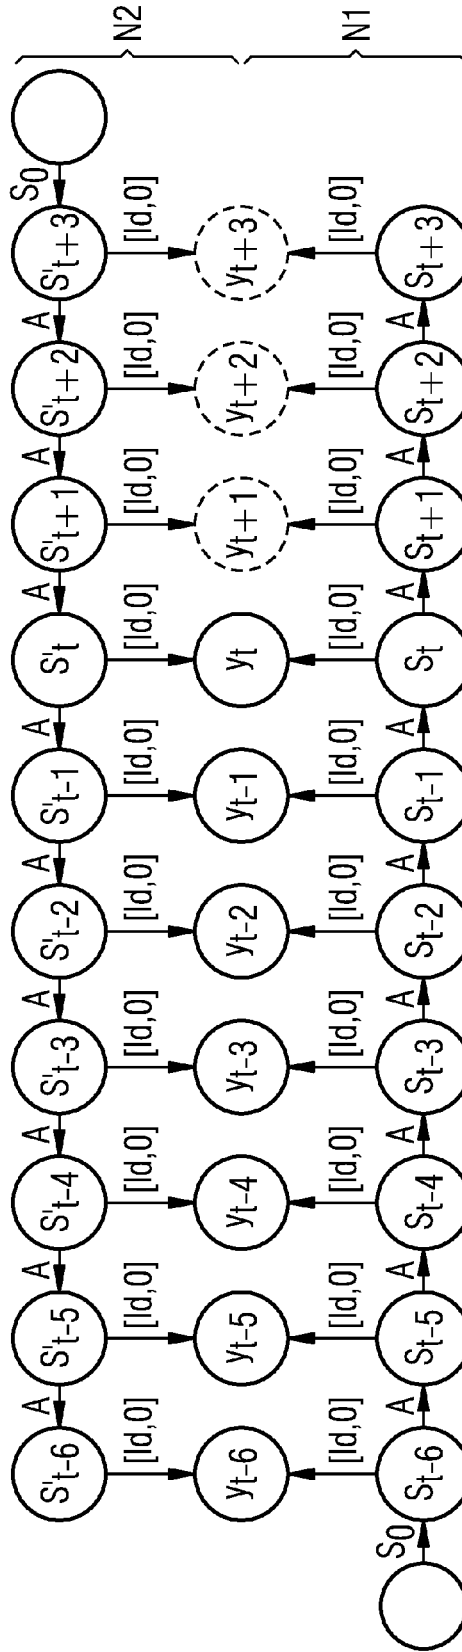 S0
A A A A A A A A A
S't-6 S't-5 S't-4 S't-3 S't-2 S't-1 S't S't+1 S't+2 S't+3
[Id,0] [Id,0] [Id,0] [Id,0] [Id,0] [Id,0] [Id,0] [Id,0] [Id,0] [Id,0]
N2
yt-6 yt-5 yt-4 yt-3 yt-2 yt-1 yt yt+1 yt+2 yt+3
[Id,0] [Id,0] [Id,0] [Id,0] [Id,0] [Id,0] [Id,0] [Id,0] [Id,0] [Id,0]
N1
S0 A A A A A A A A A
St-6 St-5 St-4 St-3 St-2 St-1 St St+1 St+2 St+3